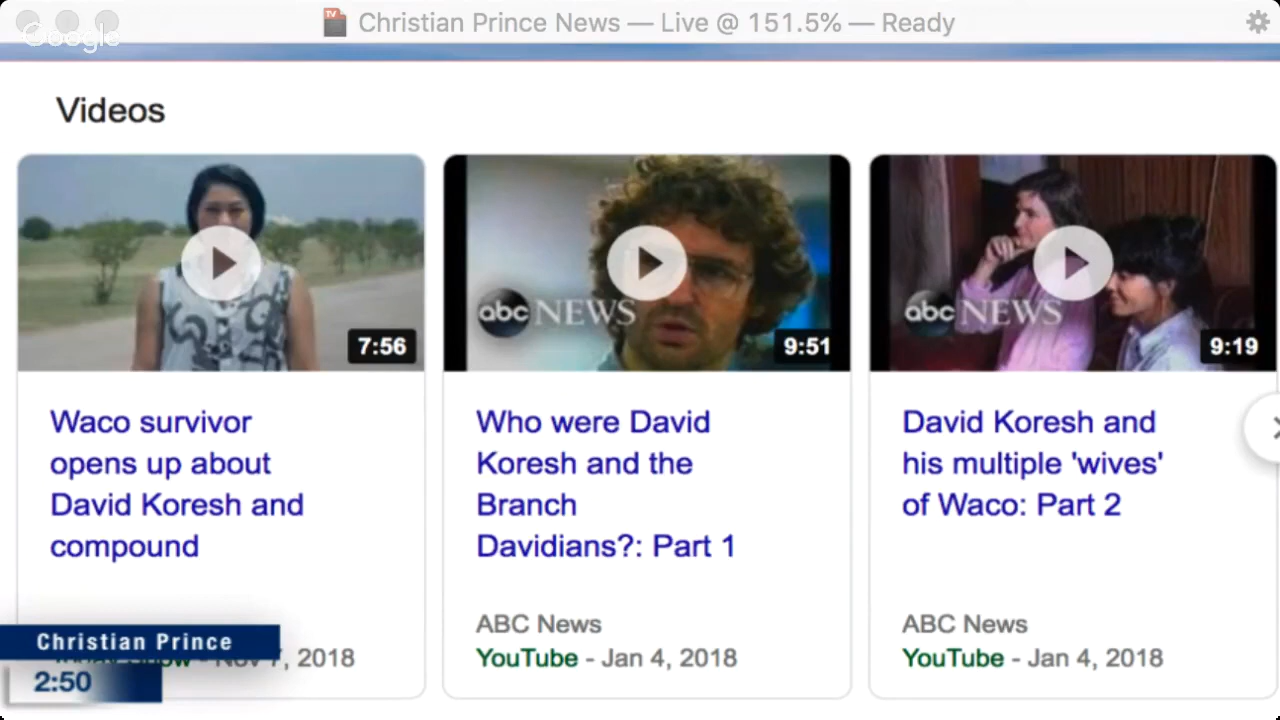 Christian Prince News — Live @ 151.5% — Ready
Google
Videos
abc NEWS
abc NEWS
7:56
9:51
9:19
Waco survivor
opens up about
David Koresh and
compound
Who were David
Koresh and the
Branch
Davidians?: Part 1
David Koresh and
his multiple 'wives'
of Waco: Part 2
ABC News
YouTube - Jan 4, 2018
ABC News
YouTube - Jan 4, 2018
Christian Prince
, 2018
2:50